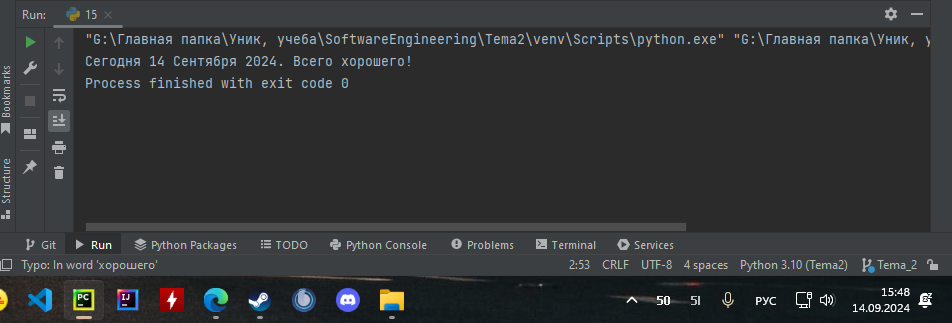 Run:
15
"G:\Главная папка\Уник, учеба\SoftwareEngineering\Tema2\venv\Scripts\python.exe" "G:\Главная папка\Уник, у
Сегодня 14 Сентября 2024. Всего хорошего!
Process finished with exit code 0
Bookmarks
Structure
Git
Run
Python Packages
TODO
Python Console
Problems
Terminal
Services
Typo: In word 'хорошего'
2:53
CRLF
UTF-8
4 spaces
Python 3.10 (Tema2)
Tema_2
PC
IJ
50
5l
РУС
15:48
14.09.2024